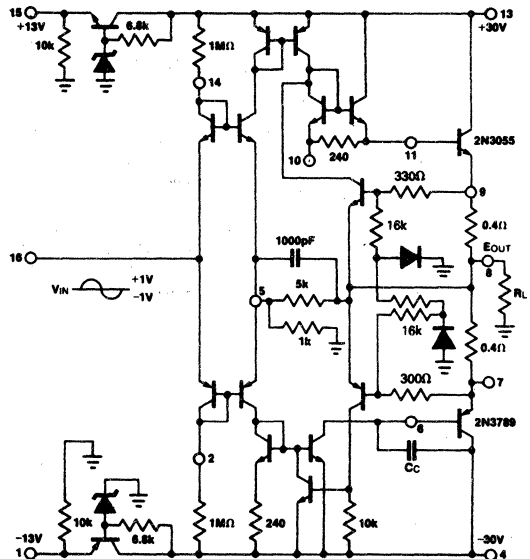 15
+13V
6.8k
10k
1MΩ
14
13
+30V
10
240
11
2N3055
330Ω
9
16k
0.4Ω
1000pF
EOUT
8
16
VIN
+1V
-1V
5
5k
RL
1k
16k
0.4Ω
300Ω
7
2N3789
6
CC
2
10k
6.8k
1MΩ
240
10k
-13V
1
-30V
4